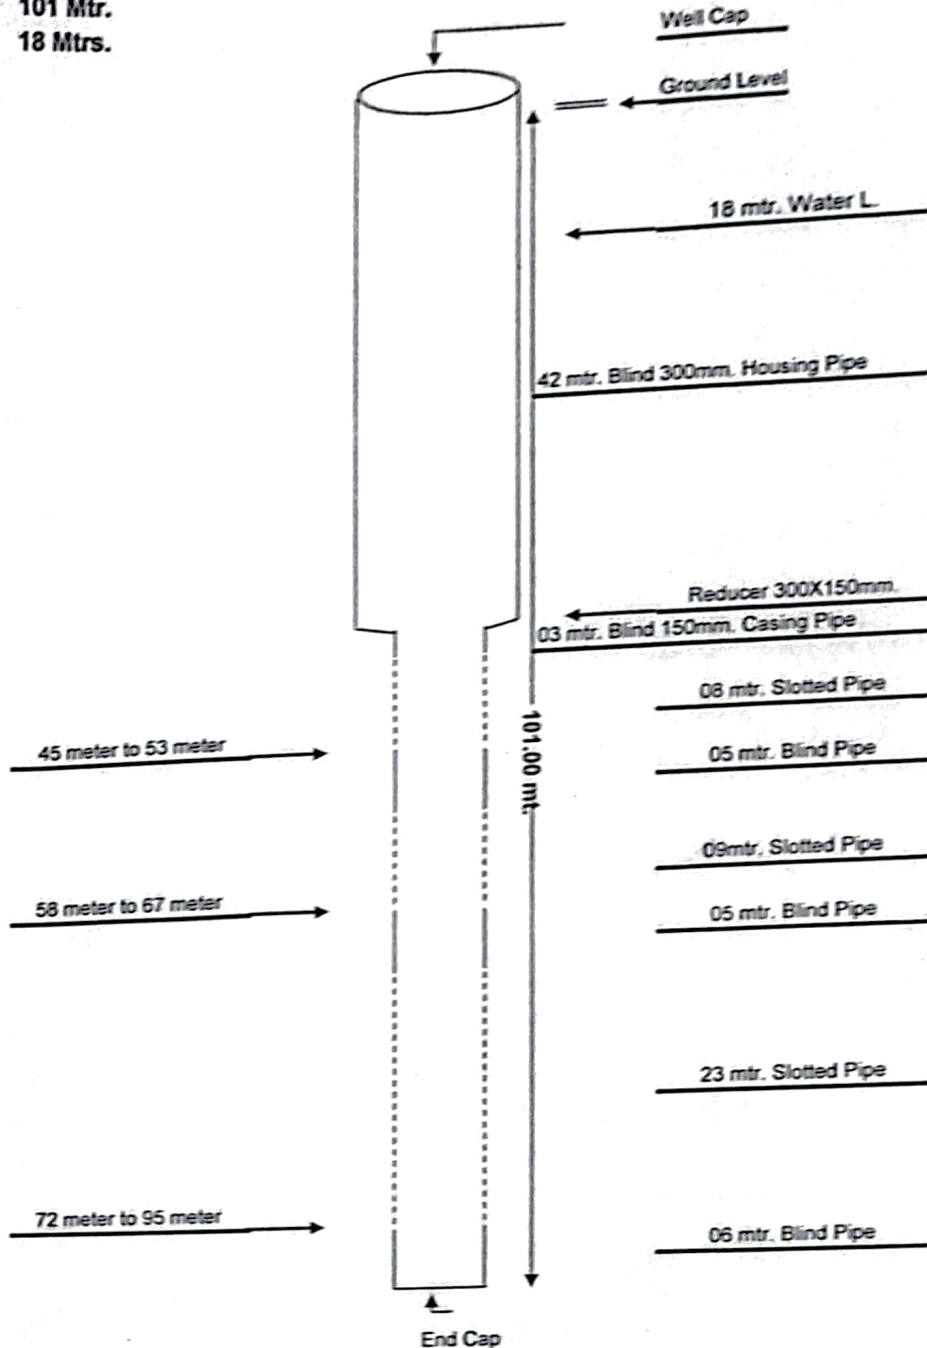 101 Mtr.
18 Mtrs.
Well Cap
Ground Level
18 mtr. Water L.
42 mtr. Blind 300mm. Housing Pipe
Reducer 300X150mm.
03 mtr. Blind 150mm. Casing Pipe
08 mtr. Slotted Pipe
101.00 mt.
45 meter to 53 meter
05 mtr. Blind Pipe
09mtr. Slotted Pipe
58 meter to 67 meter
05 mtr. Blind Pipe
23 mtr. Slotted Pipe
72 meter to 95 meter
06 mtr. Blind Pipe
End Cap